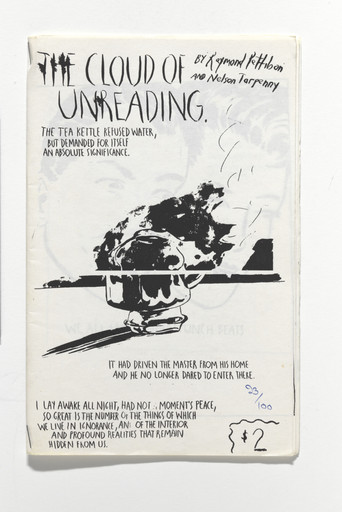 THE CLOUD OF
BY Raymond Pettibon
AND Nelson Tarpenny
UNREADING.
THE TEA KETTLE REFUSED WATER,
BUT DEMANDED FOR ITSELF
AN ABSOLUTE SIGNIFICANCE.
IT HAD DRIVEN THE MASTER FROM HIS HOME
AND HE NO LONGER DARED TO ENTER THERE.
93/100
I LAY AWAKE ALL NIGHT, HAD NOT A MOMENT'S PEACE,
SO GREAT IS THE NUMBER OF THE THINGS OF WHICH
WE LIVE IN IGNORANCE, AND OF THE INTERIOR
AND PROFOUND REALITIES THAT REMAIN
HIDDEN FROM US.
$2